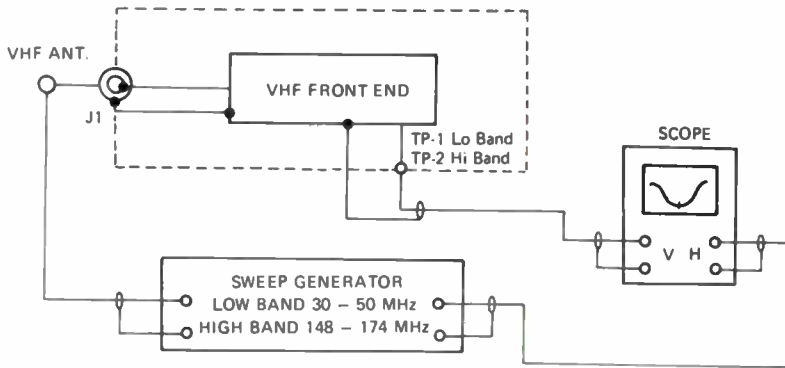 VHF ANT.
J1
VHF FRONT END
TP-1 Lo Band
TP-2 Hi Band
SCOPE
V H
SWEEP GENERATOR
LOW BAND 30 – 50 MHz
HIGH BAND 148 – 174 MHz